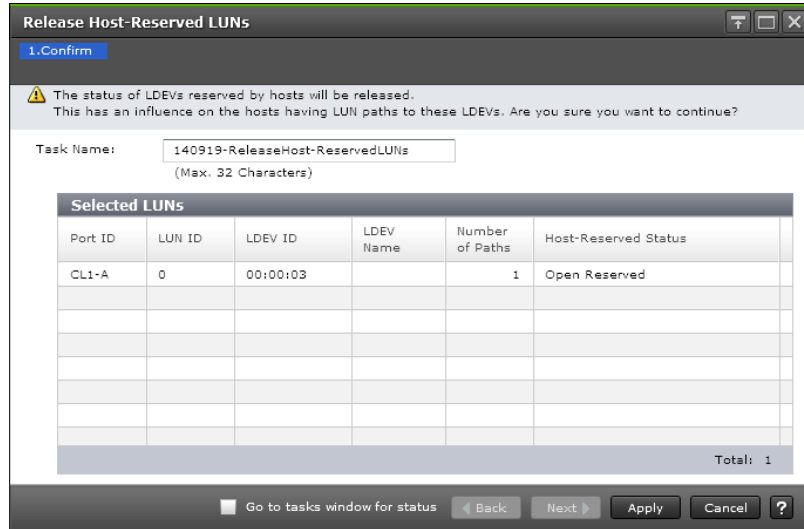 Release Host-Reserved LUNs
1.Confirm
The status of LDEVs reserved by hosts will be released.
This has an influence on the hosts having LUN paths to these LDEVs. Are you sure you want to continue?
Task Name: 140919-ReleaseHost-ReservedLUNs
(Max. 32 Characters)
Selected LUNs
Port ID LUN ID LDEV ID LDEV Name Number of Paths Host-Reserved Status
CL1-A 0 00:00:03 1 Open Reserved
Total: 1
Go to tasks window for status Back Next Apply Cancel ?